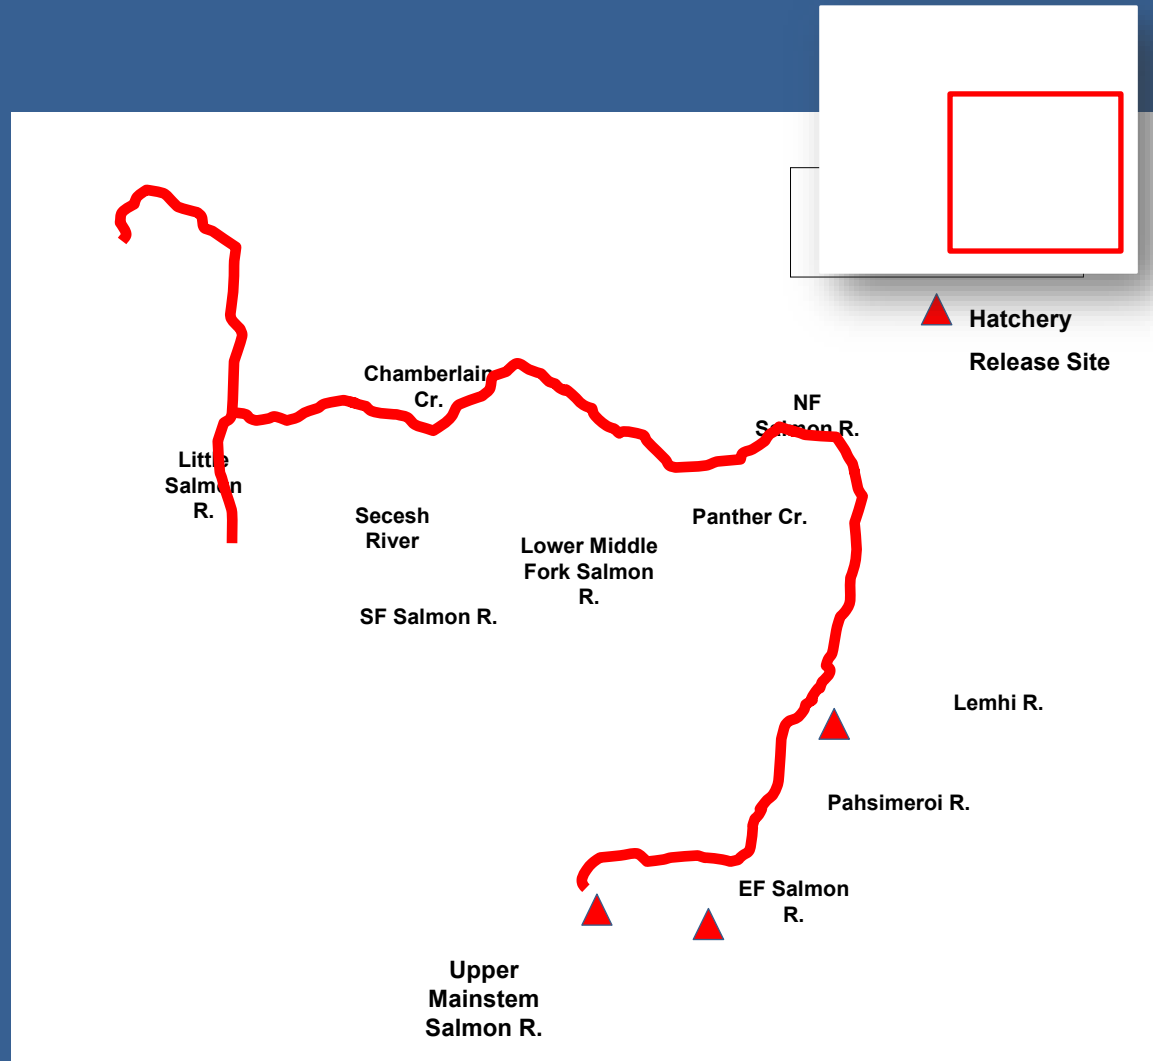 Hatchery
Release Site
Chamberlain
Cr.
NF
Salmon R.
Little
Salmon
R.
Secesh
River
Panther Cr.
Lower Middle
Fork Salmon
R.
SF Salmon R.
Lemhi R.
Pahsimeroi R.
EF Salmon
R.
Upper
Mainstem
Salmon R.